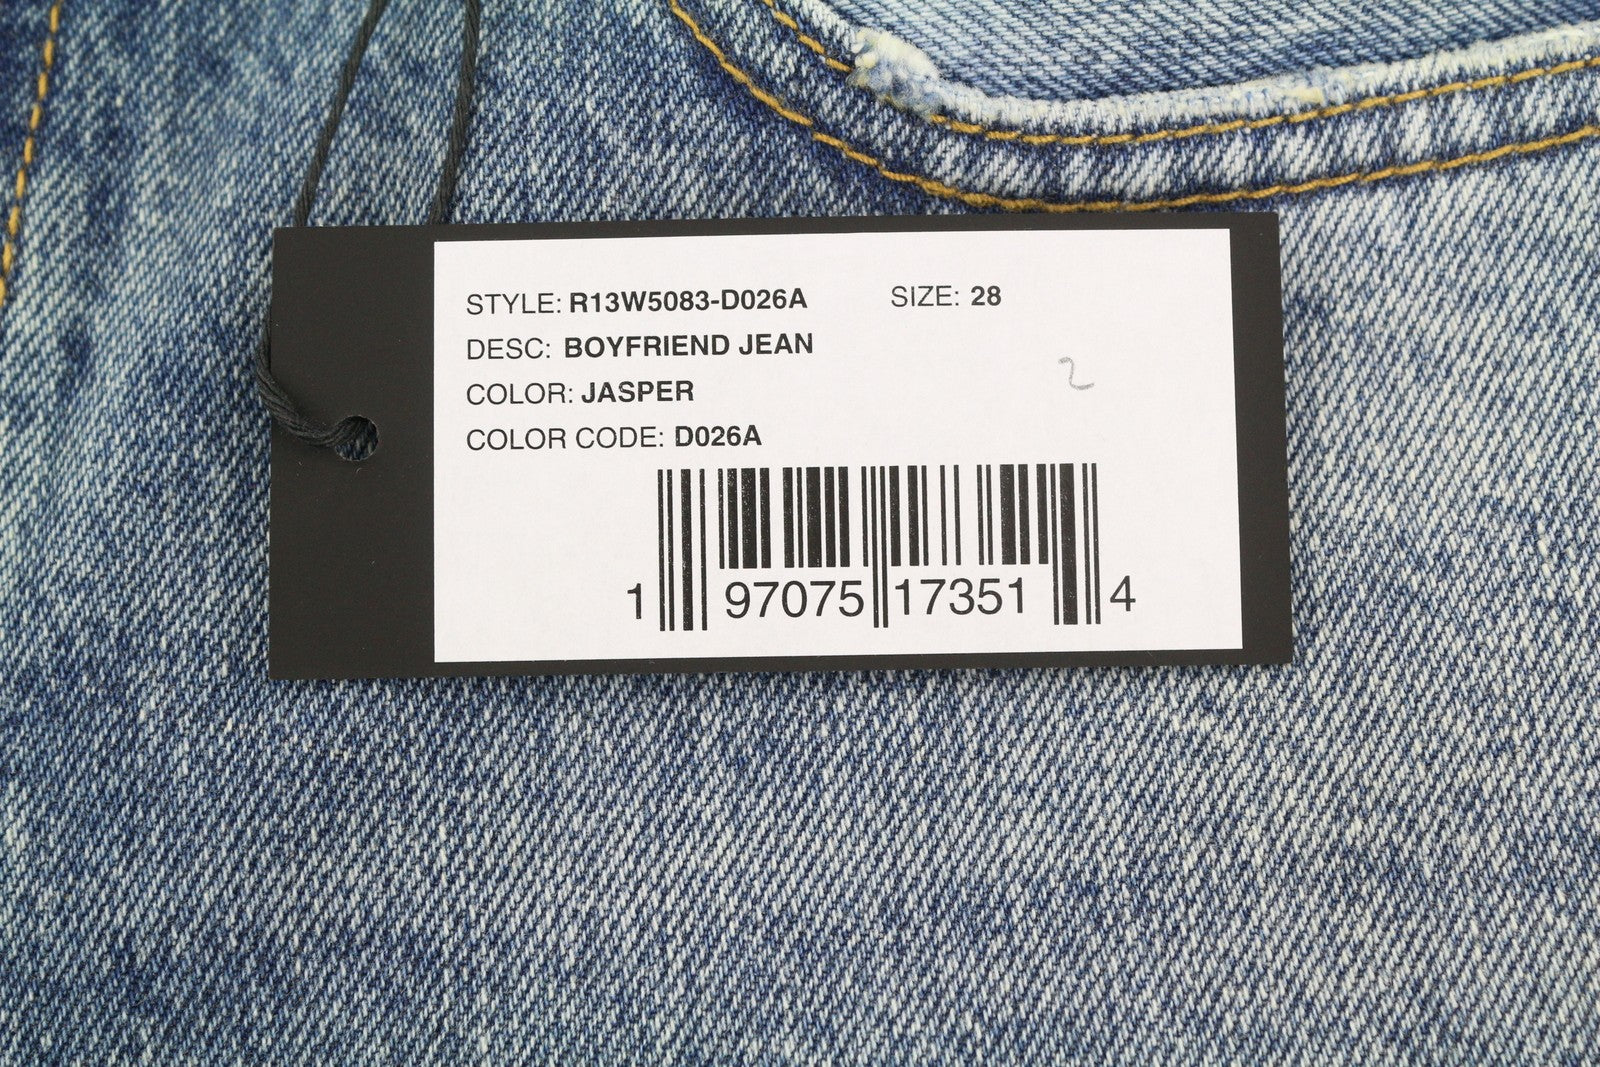 STYLE: R13W5083-D026A SIZE: 28
DESC: BOYFRIEND JEAN
2
COLOR: JASPER
COLOR CODE: D026A
1 97075 17351 4